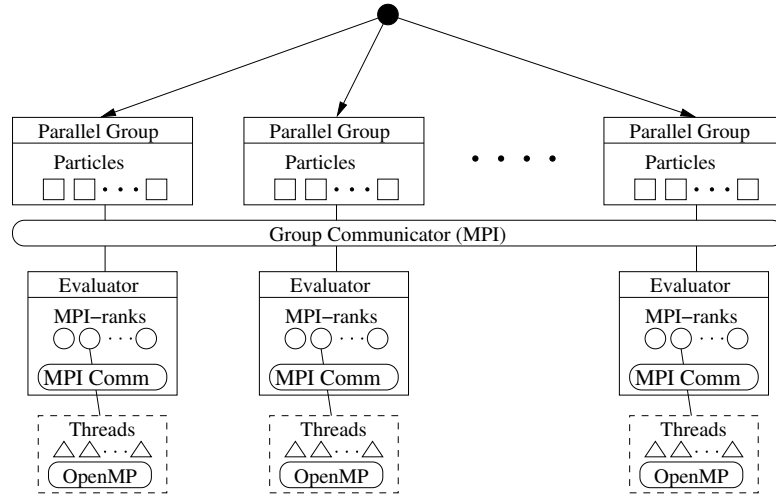 Parallel Group Parallel Group Parallel Group
Particles Particles Particles
Group Communicator (MPI)
Evaluator Evaluator Evaluator
MPI−ranks MPI−ranks MPI−ranks
MPI Comm MPI Comm MPI Comm
Threads Threads Threads
OpenMP OpenMP OpenMP